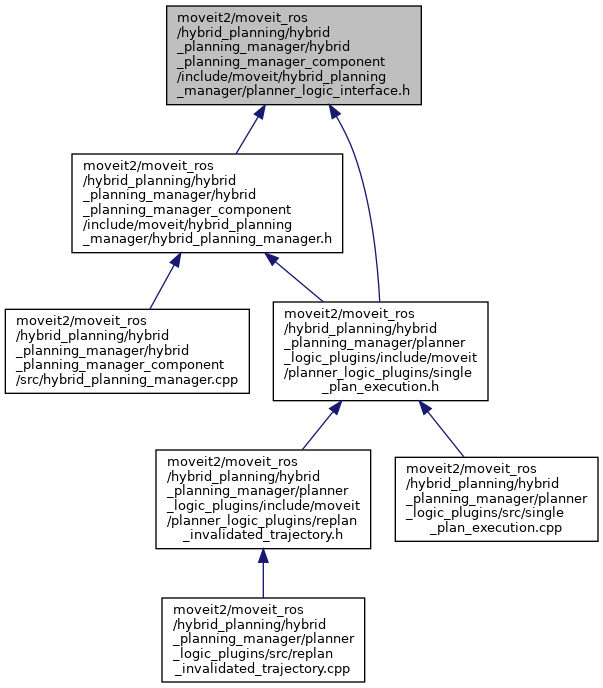 moveit2/moveit_ros
/hybrid_planning/hybrid
_planning_manager/hybrid
_planning_manager_component
/include/moveit/hybrid_planning
_manager/planner_logic_interface.h
moveit2/moveit_ros
/hybrid_planning/hybrid
_planning_manager/hybrid
_planning_manager_component
/include/moveit/hybrid_planning
_manager/hybrid_planning_manager.h
moveit2/moveit_ros
/hybrid_planning/hybrid
_planning_manager/hybrid
_planning_manager_component
/src/hybrid_planning_manager.cpp
moveit2/moveit_ros
/hybrid_planning/hybrid
_planning_manager/planner
_logic_plugins/include/moveit
/planner_logic_plugins/single
_plan_execution.h
moveit2/moveit_ros
/hybrid_planning/hybrid
_planning_manager/planner
_logic_plugins/include/moveit
/planner_logic_plugins/replan
_invalidated_trajectory.h
moveit2/moveit_ros
/hybrid_planning/hybrid
_planning_manager/planner
_logic_plugins/src/single
_plan_execution.cpp
moveit2/moveit_ros
/hybrid_planning/hybrid
_planning_manager/planner
_logic_plugins/src/replan
_invalidated_trajectory.cpp